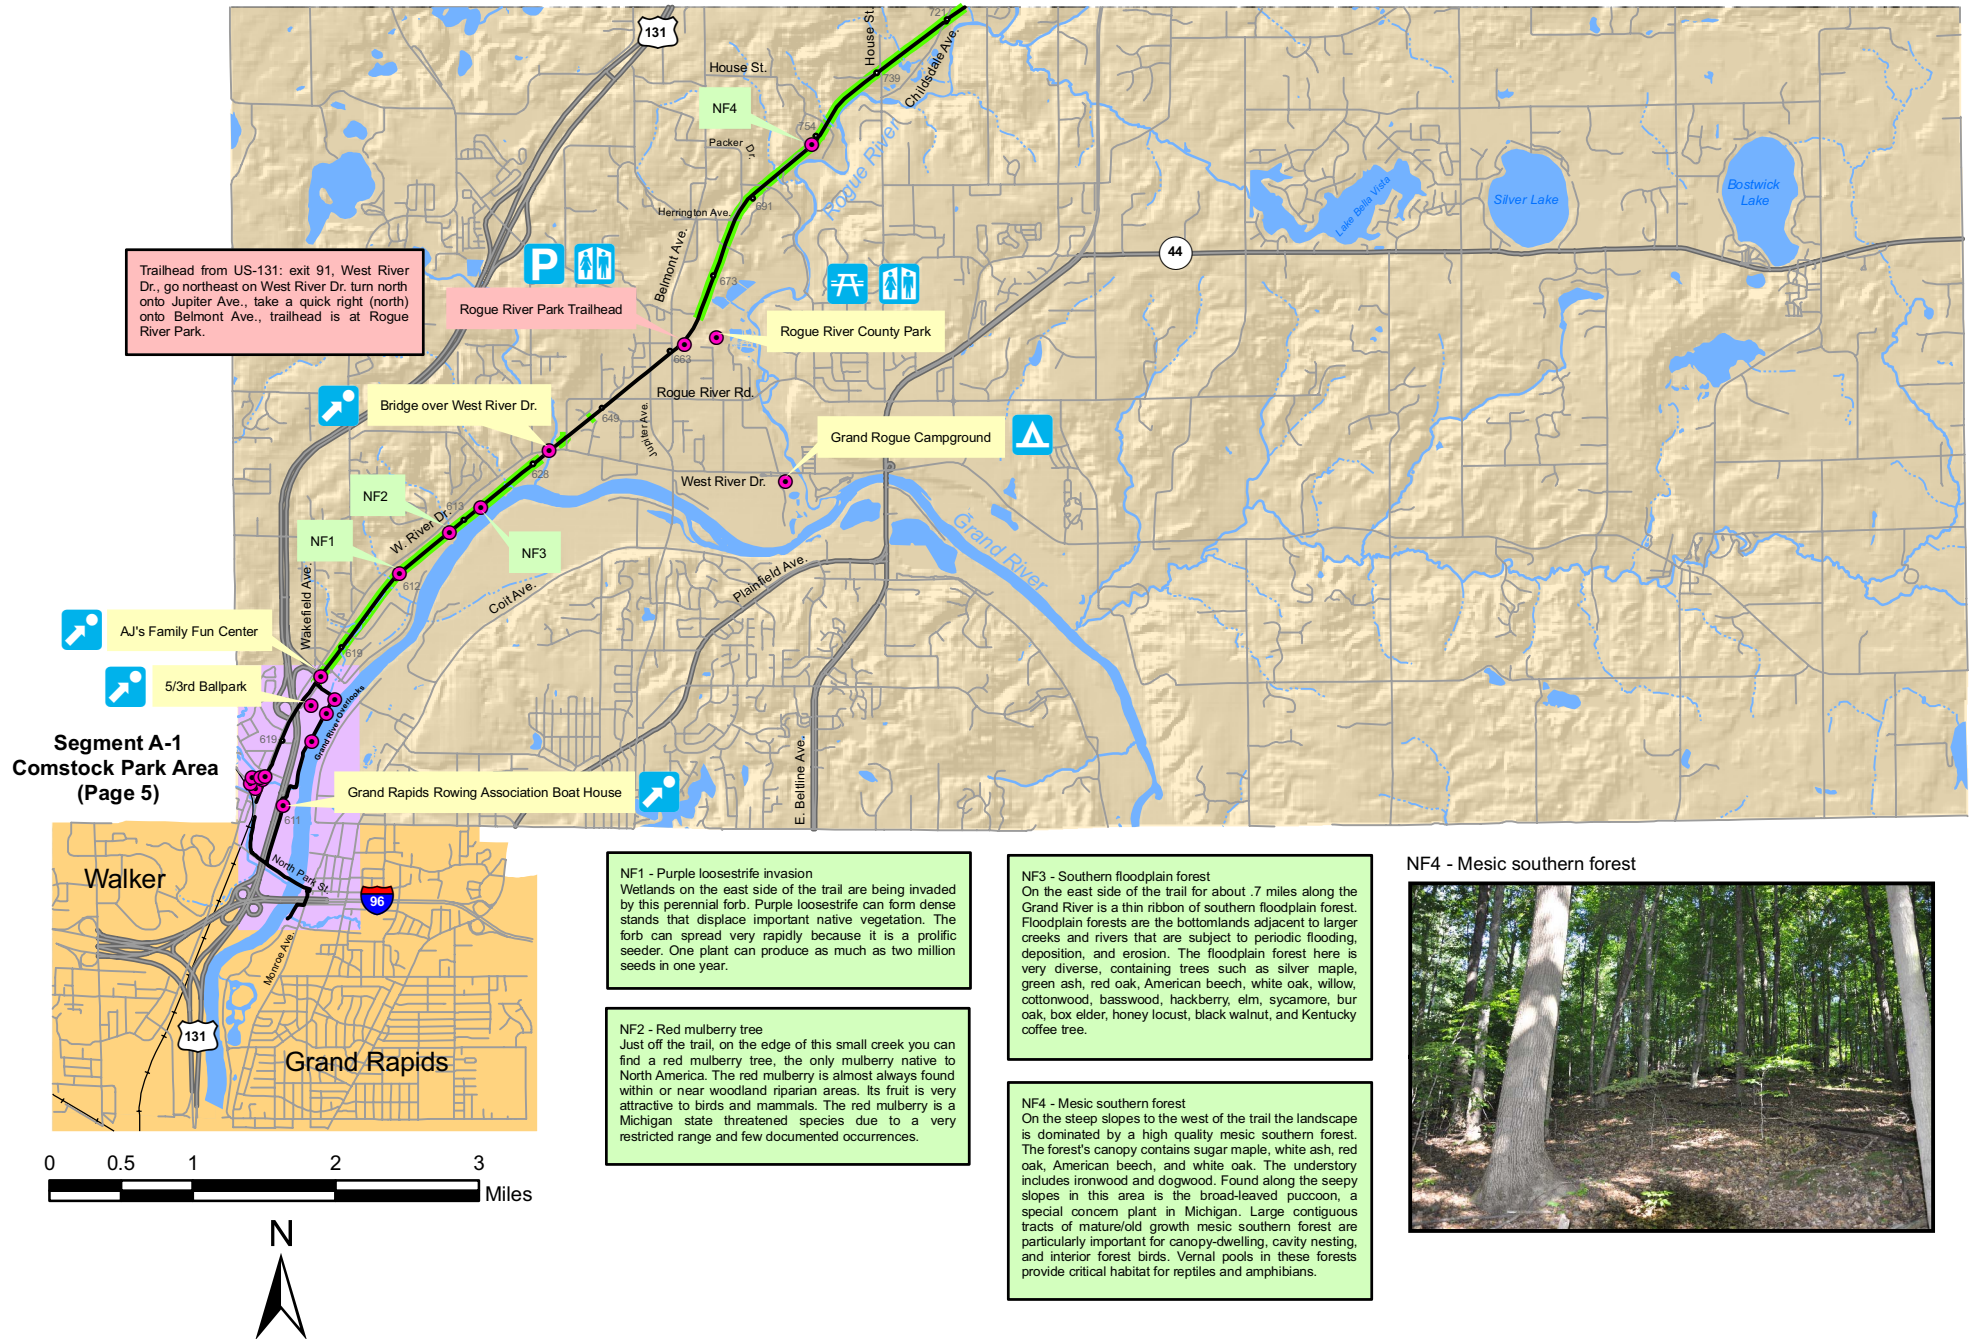 131
House St.
House St.
721
Childsdale Ave.
739
NF4
754
Packer Dr.
Rogue River
691
Herrington Ave.
Belmont Ave.
673
Lake Bella Vista
Silver Lake
Bostwick
Lake
44
Trailhead from US-131: exit 91, West River
Dr., go northeast on West River Dr. turn north
onto Jupiter Ave., take a quick right (north)
onto Belmont Ave., trailhead is at Rogue
River Park.
P
Rogue River Park Trailhead
Rogue River County Park
663
Rogue River Rd.
Bridge over West River Dr.
649
Jupiter Ave.
Grand Rogue Campground
628
West River Dr.
NF2
613
W. River Dr.
NF1
NF3
Grand River
612
Coit Ave.
Plainfield Ave.
Wakefield Ave.
AJ's Family Fun Center
619
5/3rd Ballpark
Grand River Overlooks
619
Segment A-1
Comstock Park Area
(Page 5)
Grand Rapids Rowing Association Boat House
611
E. Beltline Ave.
North Park St.
Walker
96
Monroe Ave.
131
Grand Rapids
0 0.5 1 2 3
Miles
N
NF1 - Purple loosestrife invasion
Wetlands on the east side of the trail are being invaded
by this perennial forb. Purple loosestrife can form dense
stands that displace important native vegetation. The
forb can spread very rapidly because it is a prolific
seeder. One plant can produce as much as two million
seeds in one year.
NF2 - Red mulberry tree
Just off the trail, on the edge of this small creek you can
find a red mulberry tree, the only mulberry native to
North America. The red mulberry is almost always found
within or near woodland riparian areas. Its fruit is very
attractive to birds and mammals. The red mulberry is a
Michigan state threatened species due to a very
restricted range and few documented occurrences.
NF3 - Southern floodplain forest
On the east side of the trail for about .7 miles along the
Grand River is a thin ribbon of southern floodplain forest.
Floodplain forests are the bottomlands adjacent to larger
creeks and rivers that are subject to periodic flooding,
deposition, and erosion. The floodplain forest here is
very diverse, containing trees such as silver maple,
green ash, red oak, American beech, white oak, willow,
cottonwood, basswood, hackberry, elm, sycamore, bur
oak, box elder, honey locust, black walnut, and Kentucky
coffee tree.
NF4 - Mesic southern forest
On the steep slopes to the west of the trail the landscape
is dominated by a high quality mesic southern forest.
The forest's canopy contains sugar maple, white ash, red
oak, American beech, and white oak. The understory
includes ironwood and dogwood. Found along the seepy
slopes in this area is the broad-leaved puccoon, a
special concern plant in Michigan. Large contiguous
tracts of mature/old growth mesic southern forest are
particularly important for canopy-dwelling, cavity nesting,
and interior forest birds. Vernal pools in these forests
provide critical habitat for reptiles and amphibians.
NF4 - Mesic southern forest